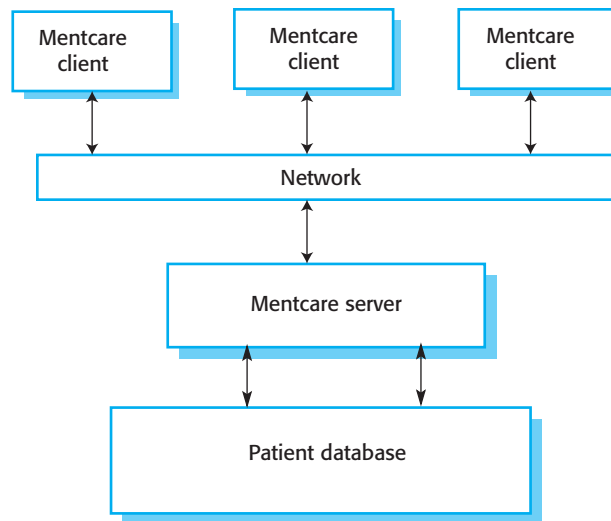 Mentcare
client
Mentcare
client
Mentcare
client
Network
Mentcare server
Patient database